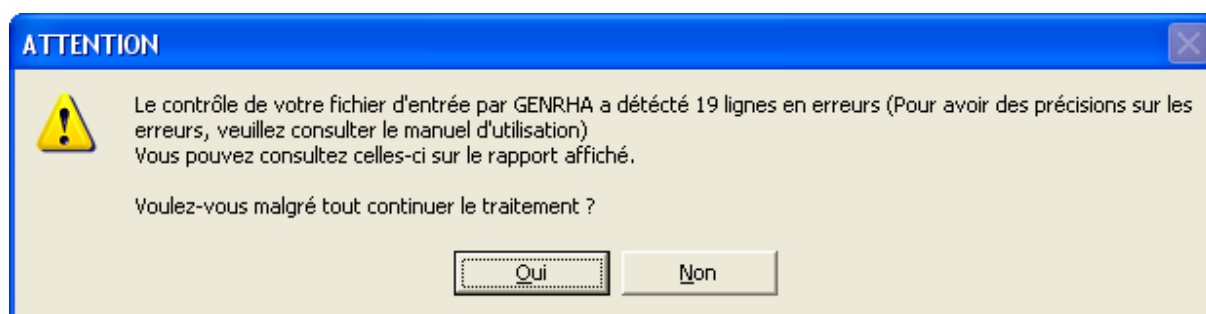 ATTENTION
Le contrôle de votre fichier d'entrée par GENRHA a détécté 19 lignes en erreurs (Pour avoir des précisions sur les
erreurs, veuillez consulter le manuel d'utilisation)
Vous pouvez consultez celles-ci sur le rapport affiché.
Voulez-vous malgré tout continuer le traitement ?
Oui
Non